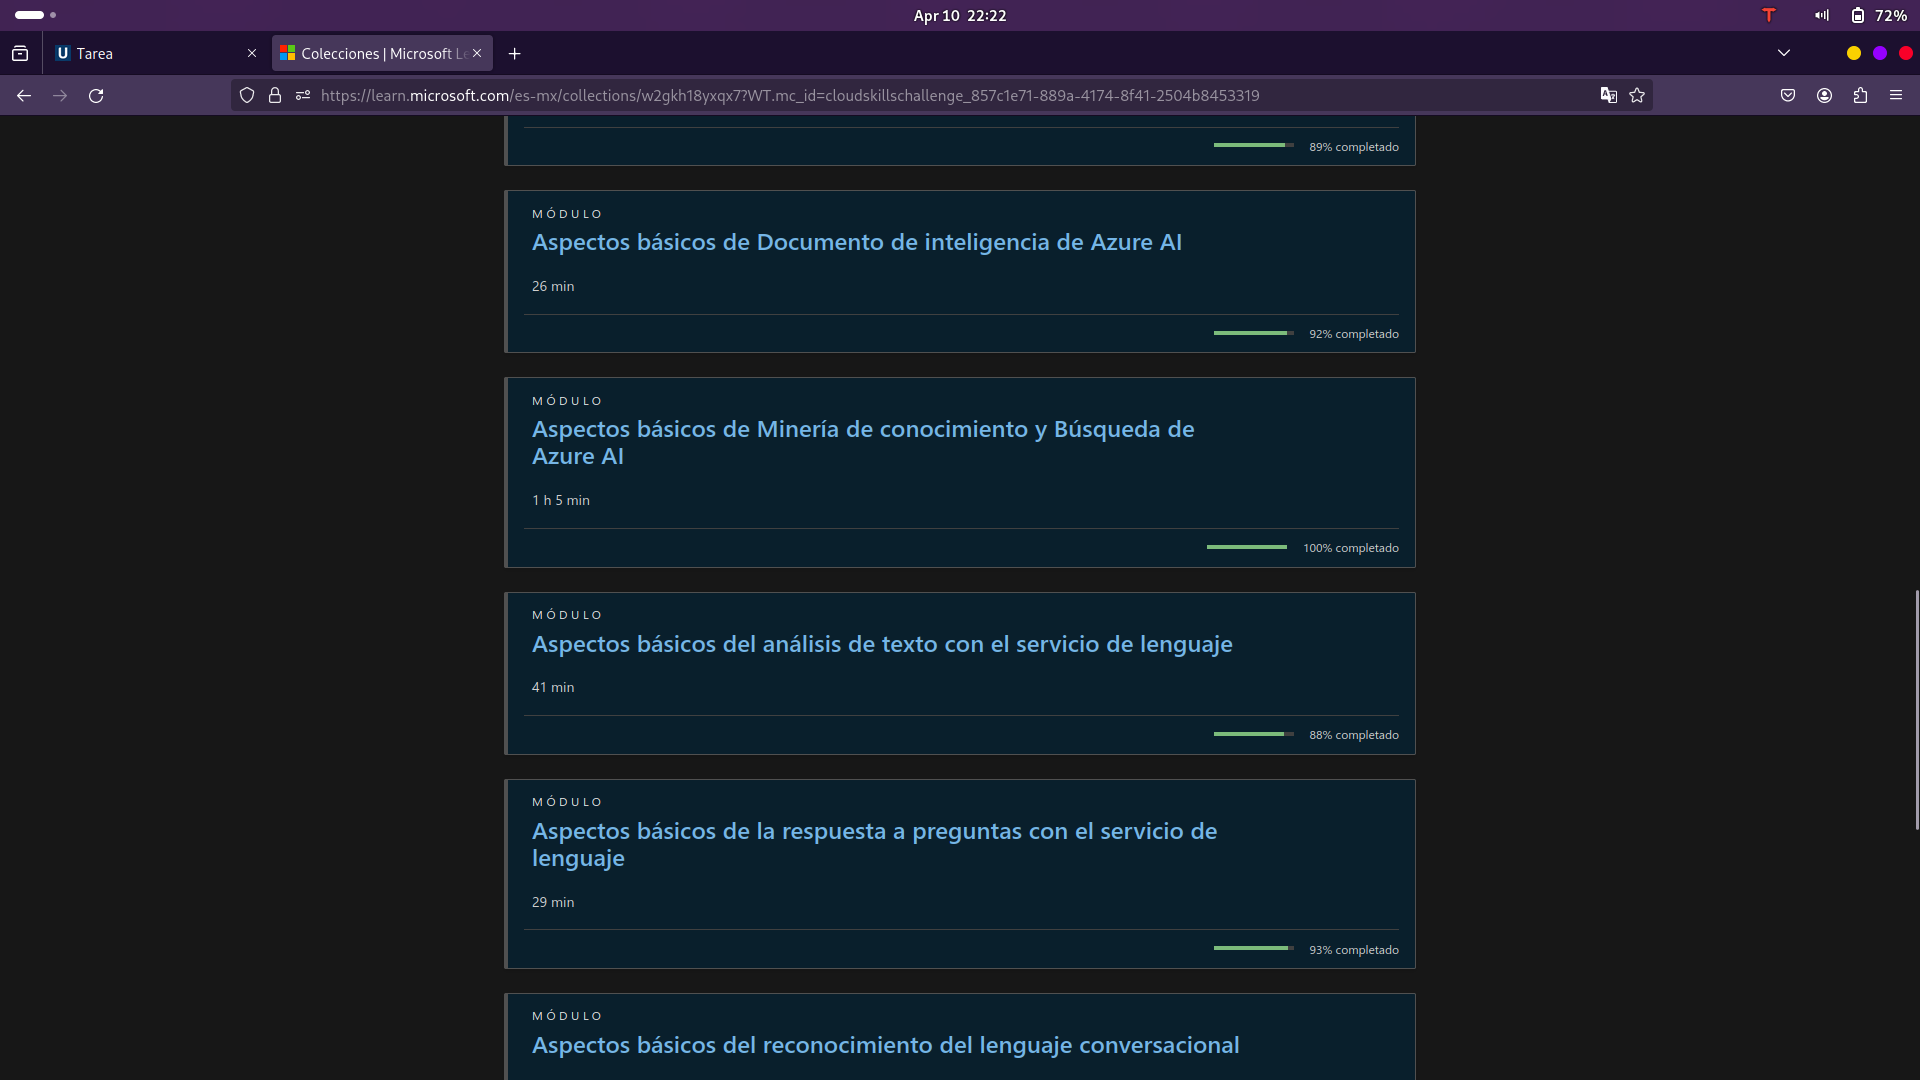 Apr 10 22:22
72%
Tarea
Colecciones | Microsoft Le
https://learn.microsoft.com/es-mx/collections/w2gkh18yxqx7?WT.mc_id=cloudskillschallenge_857c1e71-889a-4174-8f41-2504b8453319
89% completado
MÓDULO
Aspectos básicos de Documento de inteligencia de Azure AI
26 min
92% completado
MÓDULO
Aspectos básicos de Minería de conocimiento y Búsqueda de
Azure AI
1 h 5 min
100% completado
MÓDULO
Aspectos básicos del análisis de texto con el servicio de lenguaje
41 min
88% completado
MÓDULO
Aspectos básicos de la respuesta a preguntas con el servicio de
lenguaje
29 min
93% completado
MÓDULO
Aspectos básicos del reconocimiento del lenguaje conversacional